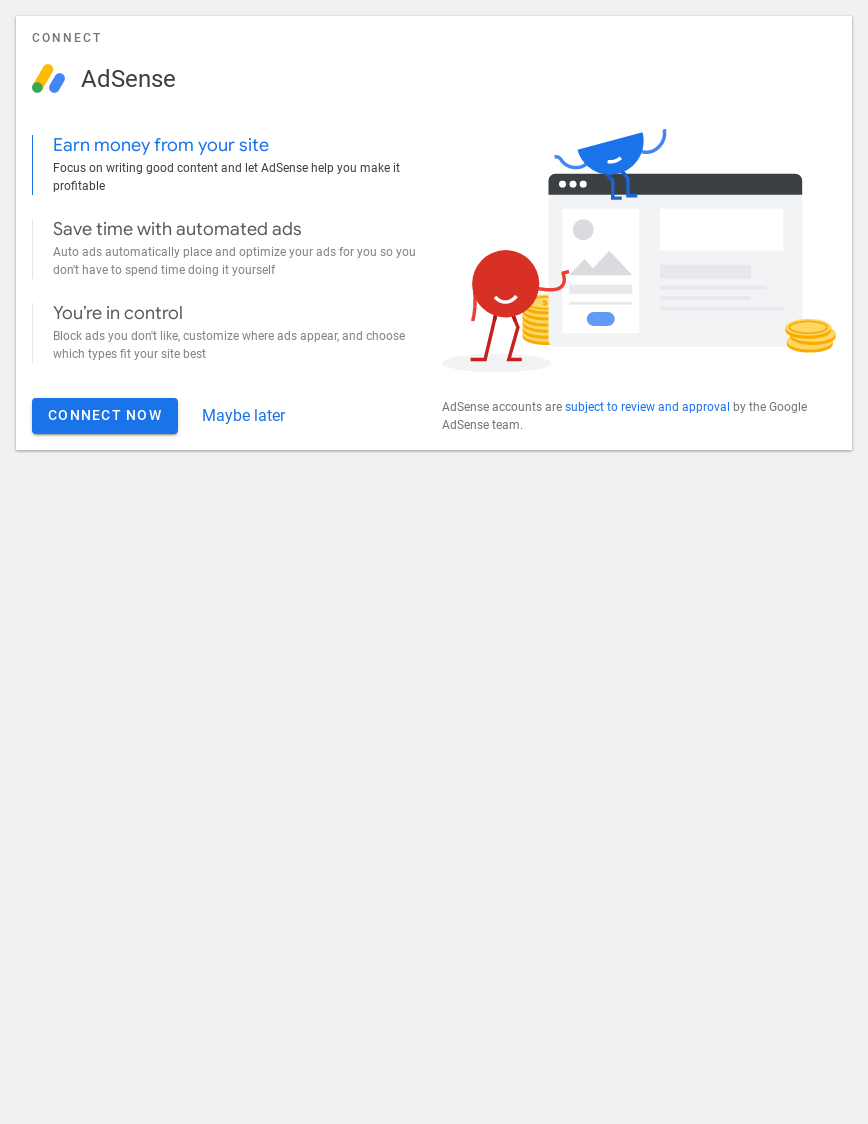 CONNECT
AdSense
Earn money from your site
Focus on writing good content and let AdSense help you make it
profitable
Save time with automated ads
Auto ads automatically place and optimize your ads for you so you
don't have to spend time doing it yourself
You’re in control
Block ads you don't like, customize where ads appear, and choose
which types fit your site best
CONNECT NOW
Maybe later
AdSense accounts are subject to review and approval by the Google
AdSense team.